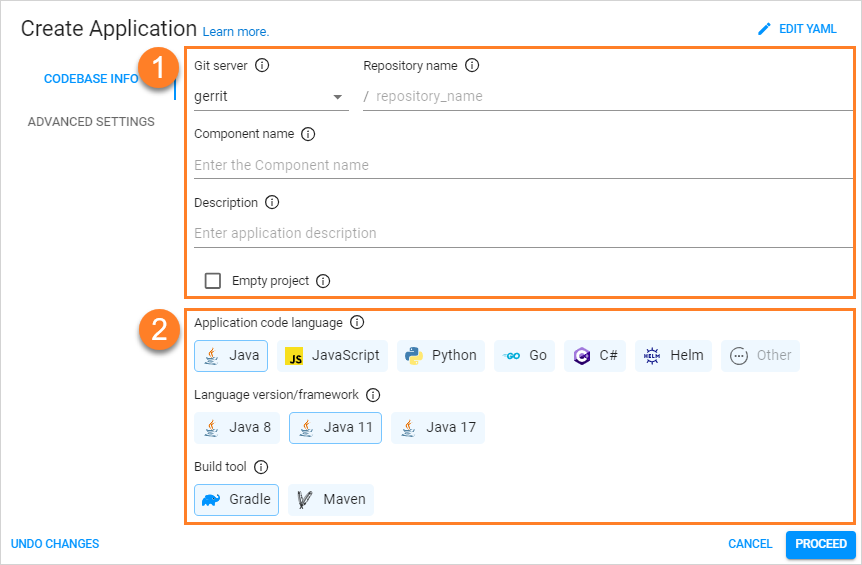 Create Application Learn more.
EDIT YAML
1
CODEBASE INFO
ADVANCED SETTINGS
Git server
Repository name
gerrit
/ repository_name
Component name
Enter the Component name
Description
Enter application description
Empty project
2
Application code language
Java
JS JavaScript
Python
GO Go
C#
HELM Helm
Other
Language version/framework
Java 8
Java 11
Java 17
Build tool
Gradle
Maven
UNDO CHANGES
CANCEL
PROCEED